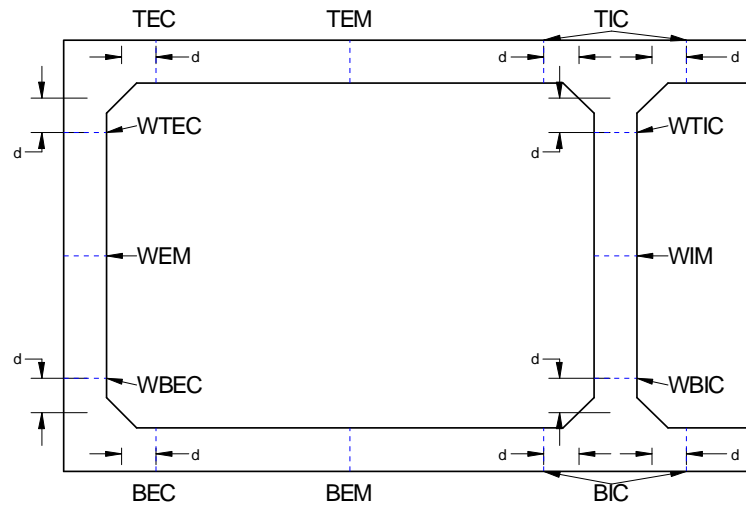 TEC TEM TIC
d d d
d WTEC d WTIC
WEM WIM
d WBEC d WBIC
d d d
BEC BEM BIC